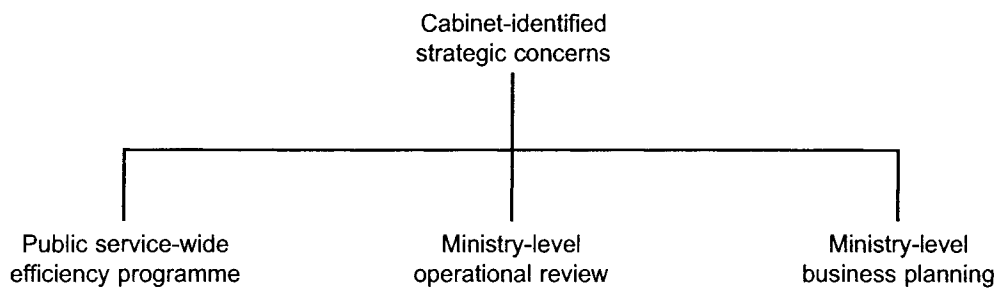 Cabinet-identified
strategic concerns
Public service-wide
efficiency programme
Ministry-level
operational review
Ministry-level
business planning